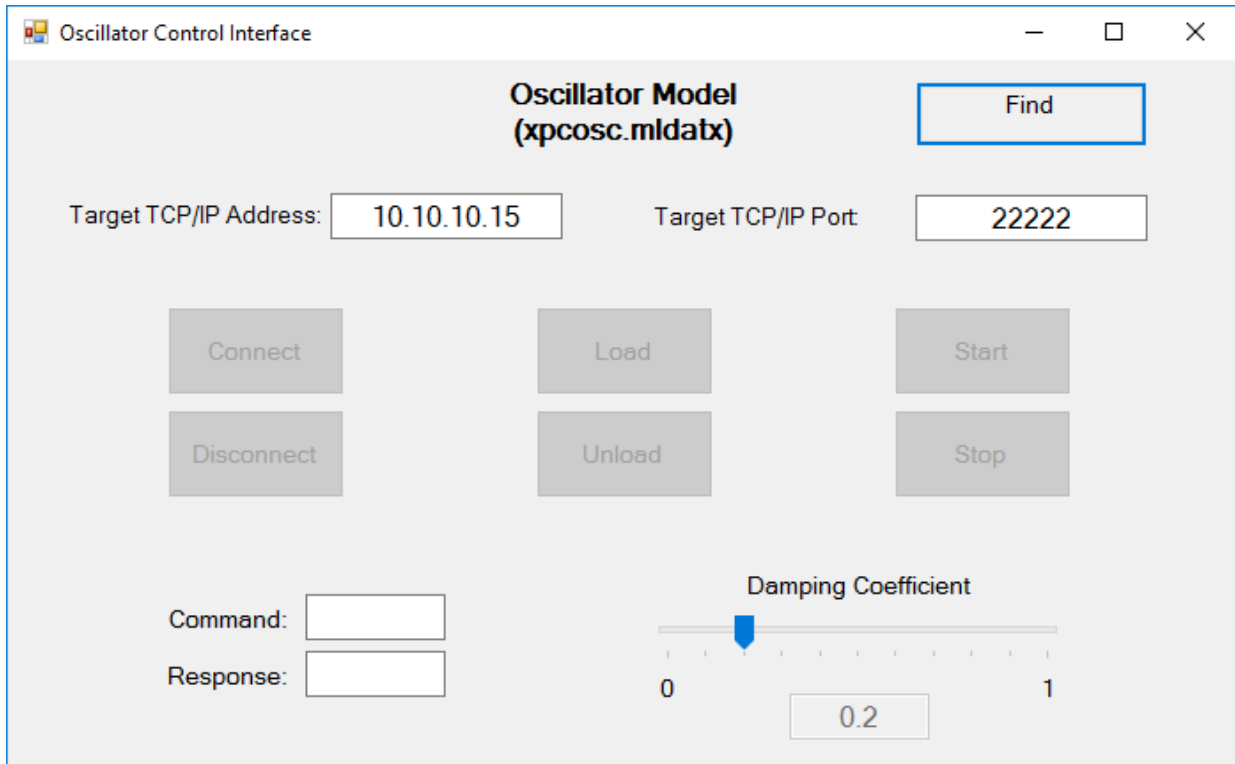 Oscillator Control Interface
Oscillator Model
(xpcosc.mldatx)
Find
Target TCP/IP Address: 10.10.10.15 Target TCP/IP Port: 22222
Connect Load Start
Disconnect Unload Stop
Damping Coefficient
Command:
Response:
0 1
0.2